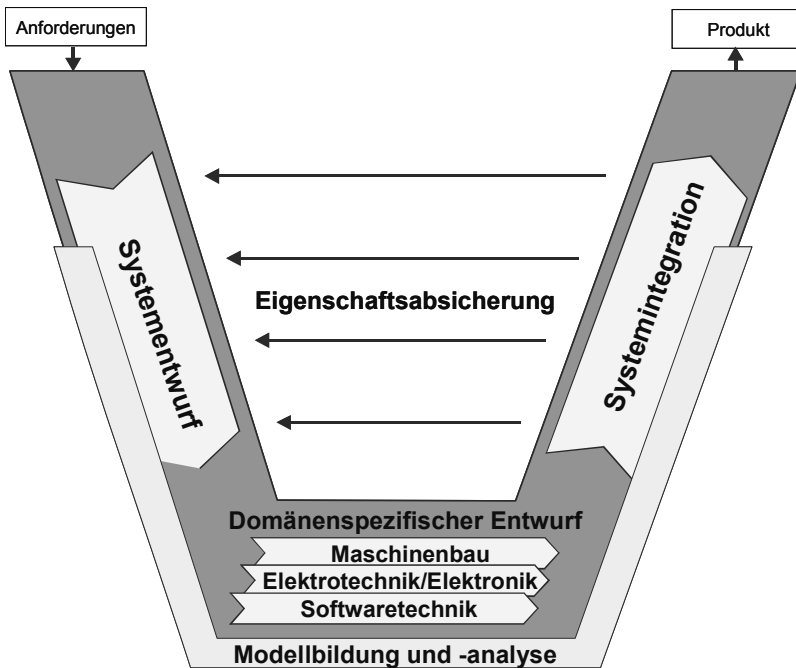 Anforderungen
Produkt
Systementwurf
Eigenschaftsabsicherung
Systemintegration
Domänenspezifischer Entwurf
Maschinenbau
Elektrotechnik/Elektronik
Softwaretechnik
Modellbildung und -analyse